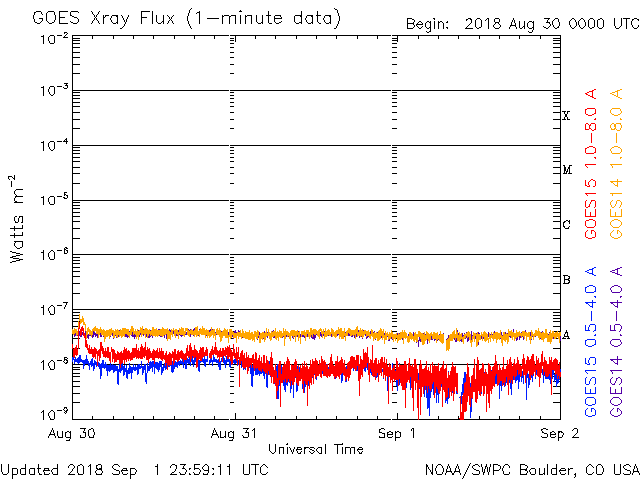 GOES Xray Flux (1-minute data)
Begin: 2018 Aug 30 0000 UTC
10⁻²
10⁻³
10⁻⁴
10⁻⁵
10⁻⁶
10⁻⁷
10⁻⁸
10⁻⁹
Watts m⁻²
X
M
C
B
A
GOES15 1.0-8.0 A
GOES14 1.0-8.0 A
GOES15 0.5-4.0 A
GOES14 0.5-4.0 A
Aug 30
Aug 31
Sep 1
Sep 2
Universal Time
Updated 2018 Sep 1 23:59:11 UTC
NOAA/SWPC Boulder, CO USA